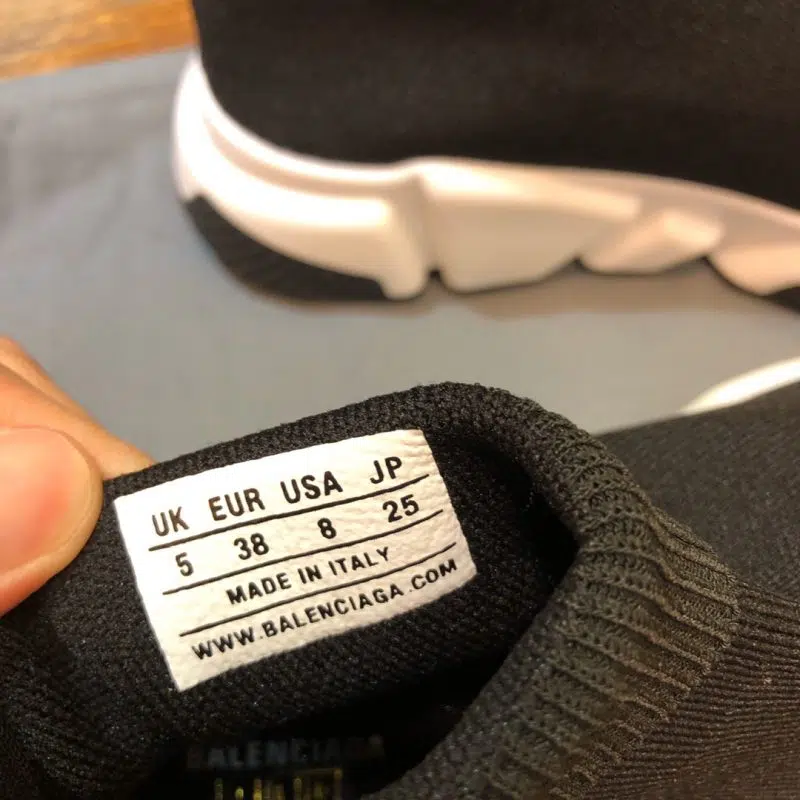 UK EUR USA JP
5 38 8 25
MADE IN ITALY
WWW.BALENCIAGA.COM
BALENCIAGA